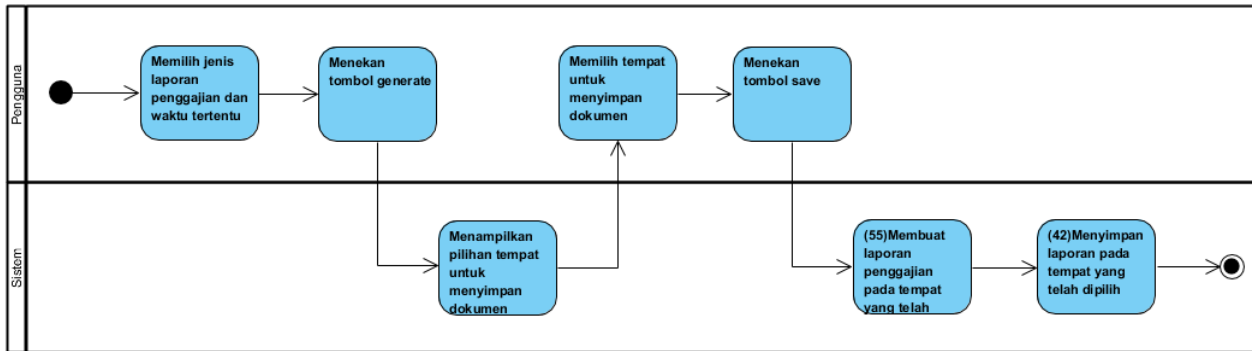 Pengguna
Memilih jenis
laporan
penggajian dan
waktu tertentu
Menekan
tombol generate
Memilih tempat
untuk
menyimpan
dokumen
Menekan
tombol save
Sistem
Menampilkan
pilihan tempat
untuk
menyimpan
dokumen
(55)Membuat
laporan
penggajian
pada tempat
yang telah
(42)Menyimpan
laporan pada
tempat yang
telah dipilih